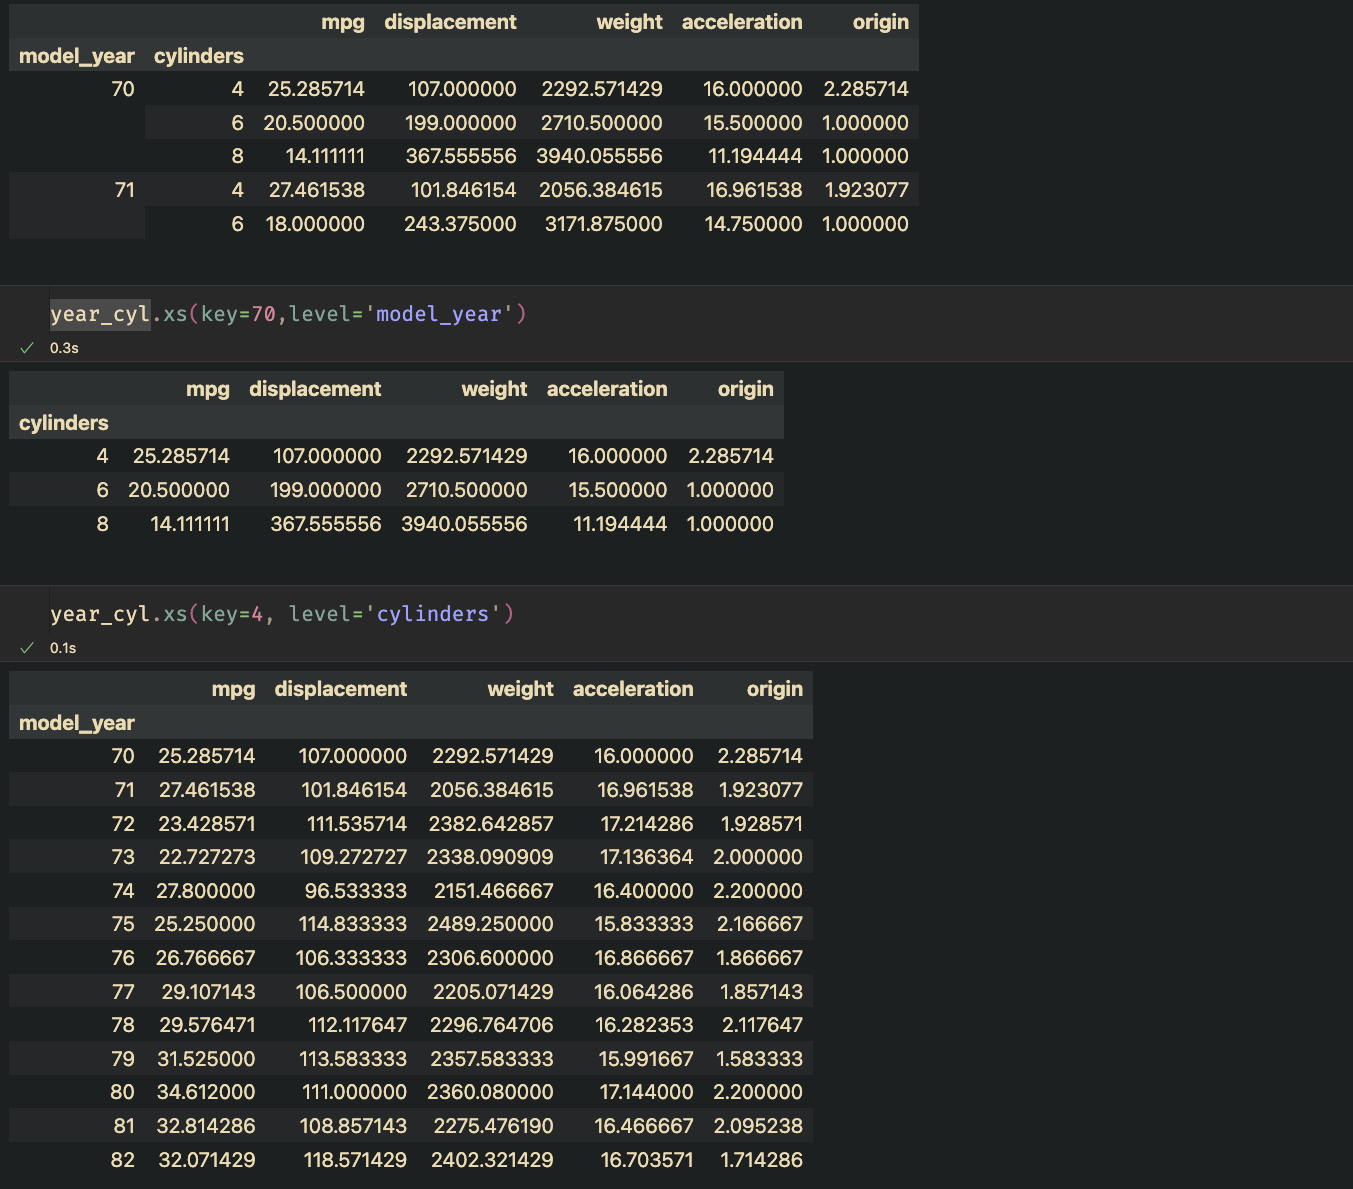 mpg displacement weight acceleration origin
model_year cylinders
70 4 25.285714 107.000000 2292.571429 16.000000 2.285714
6 20.500000 199.000000 2710.500000 15.500000 1.000000
8 14.111111 367.555556 3940.055556 11.194444 1.000000
71 4 27.461538 101.846154 2056.384615 16.961538 1.923077
6 18.000000 243.375000 3171.875000 14.750000 1.000000
year_cyl.xs(key=70,level='model_year')
✓ 0.3s
mpg displacement weight acceleration origin
cylinders
4 25.285714 107.000000 2292.571429 16.000000 2.285714
6 20.500000 199.000000 2710.500000 15.500000 1.000000
8 14.111111 367.555556 3940.055556 11.194444 1.000000
year_cyl.xs(key=4, level='cylinders')
✓ 0.1s
mpg displacement weight acceleration origin
model_year
70 25.285714 107.000000 2292.571429 16.000000 2.285714
71 27.461538 101.846154 2056.384615 16.961538 1.923077
72 23.428571 111.535714 2382.642857 17.214286 1.928571
73 22.727273 109.272727 2338.090909 17.136364 2.000000
74 27.800000 96.533333 2151.466667 16.400000 2.200000
75 25.250000 114.833333 2489.250000 15.833333 2.166667
76 26.766667 106.333333 2306.600000 16.866667 1.866667
77 29.107143 106.500000 2205.071429 16.064286 1.857143
78 29.576471 112.117647 2296.764706 16.282353 2.117647
79 31.525000 113.583333 2357.583333 15.991667 1.583333
80 34.612000 111.000000 2360.080000 17.144000 2.200000
81 32.814286 108.857143 2275.476190 16.466667 2.095238
82 32.071429 118.571429 2402.321429 16.703571 1.714286